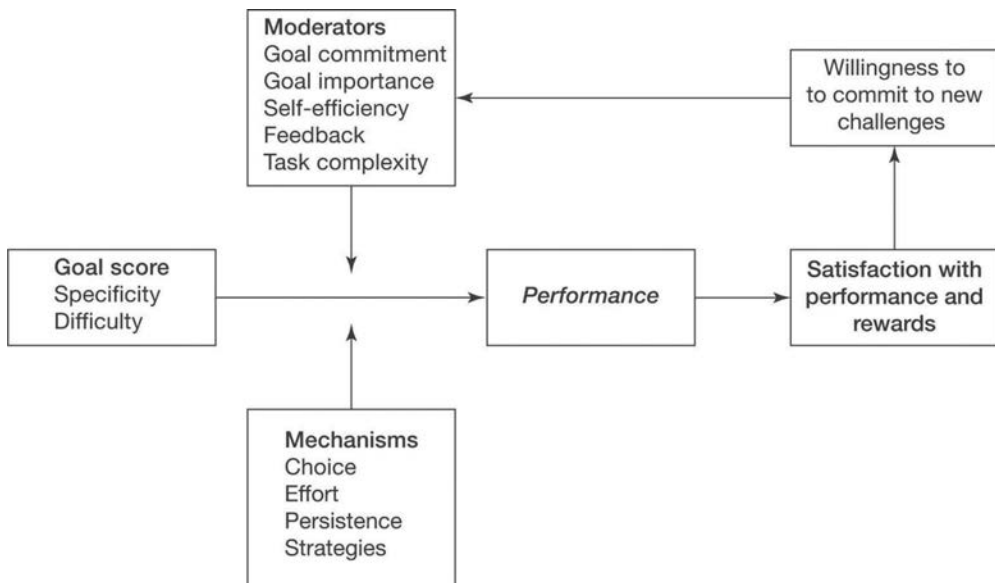 Moderators
Goal commitment
Goal importance
Self-efficiency
Feedback
Task complexity
Willingness to
to commit to new
challenges
Goal score
Specificity
Difficulty
Performance
Satisfaction with
performance and
rewards
Mechanisms
Choice
Effort
Persistence
Strategies